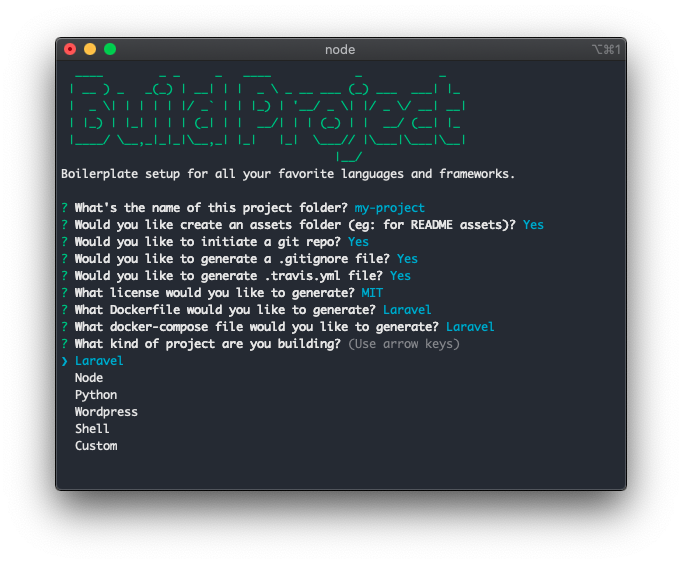 node
⌥⌘1
Build Project
Boilerplate setup for all your favorite languages and frameworks.
? What's the name of this project folder? my-project
? Would you like create an assets folder (eg: for README assets)? Yes
? Would you like to initiate a git repo? Yes
? Would you like to generate a .gitignore file? Yes
? Would you like to generate .travis.yml file? Yes
? What license would you like to generate? MIT
? What Dockerfile would you like to generate? Laravel
? What docker-compose file would you like to generate? Laravel
? What kind of project are you building? (Use arrow keys)
❯ Laravel
Node
Python
Wordpress
Shell
Custom